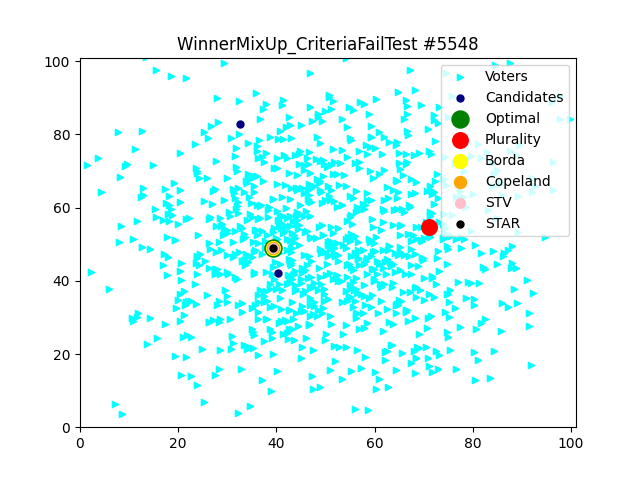 WinnerMixUp_CriteriaFailTest #5548
100
80
60
40
20
0
0 20 40 60 80 100
Voters
Candidates
Optimal
Plurality
Borda
Copeland
STV
STAR